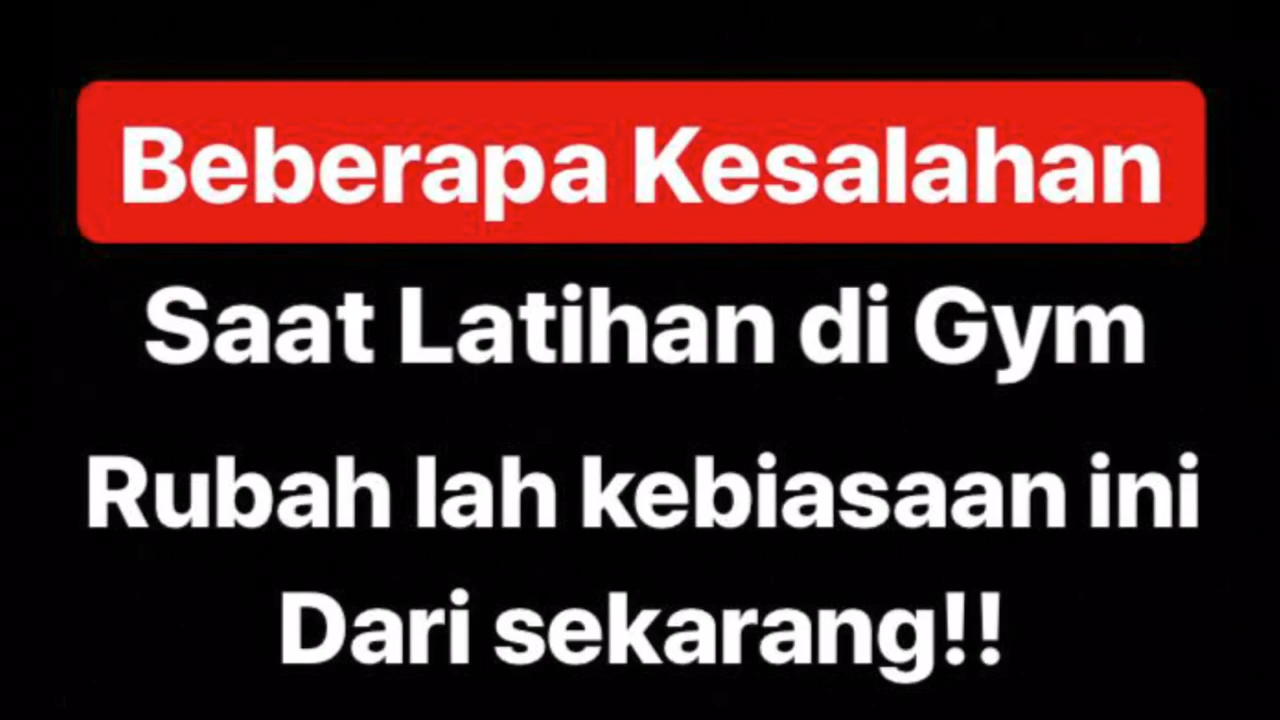 Beberapa Kesalahan
Saat Latihan di Gym
Rubah lah kebiasaan ini
Dari sekarang!!